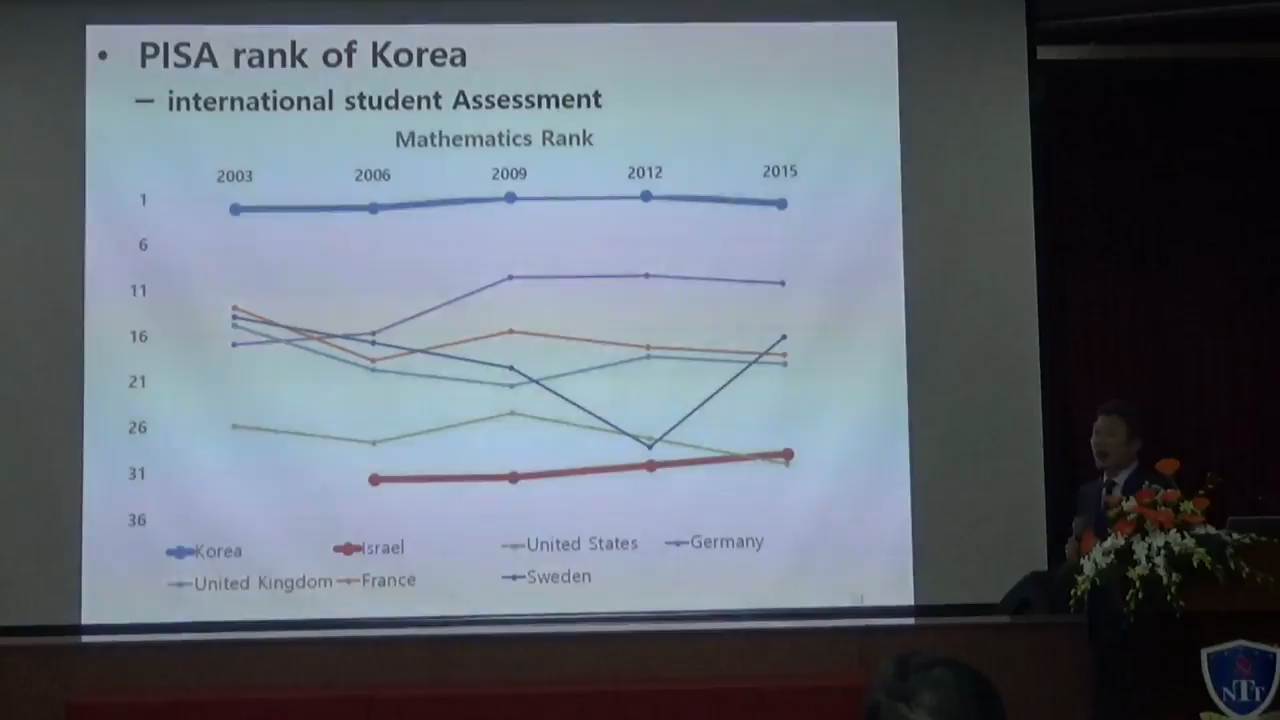 • PISA rank of Korea
– international student Assessment
Mathematics Rank
2003 2006 2009 2012 2015
1
6
11
16
21
26
31
36
Korea Israel United States Germany
United Kingdom France Sweden
NTT